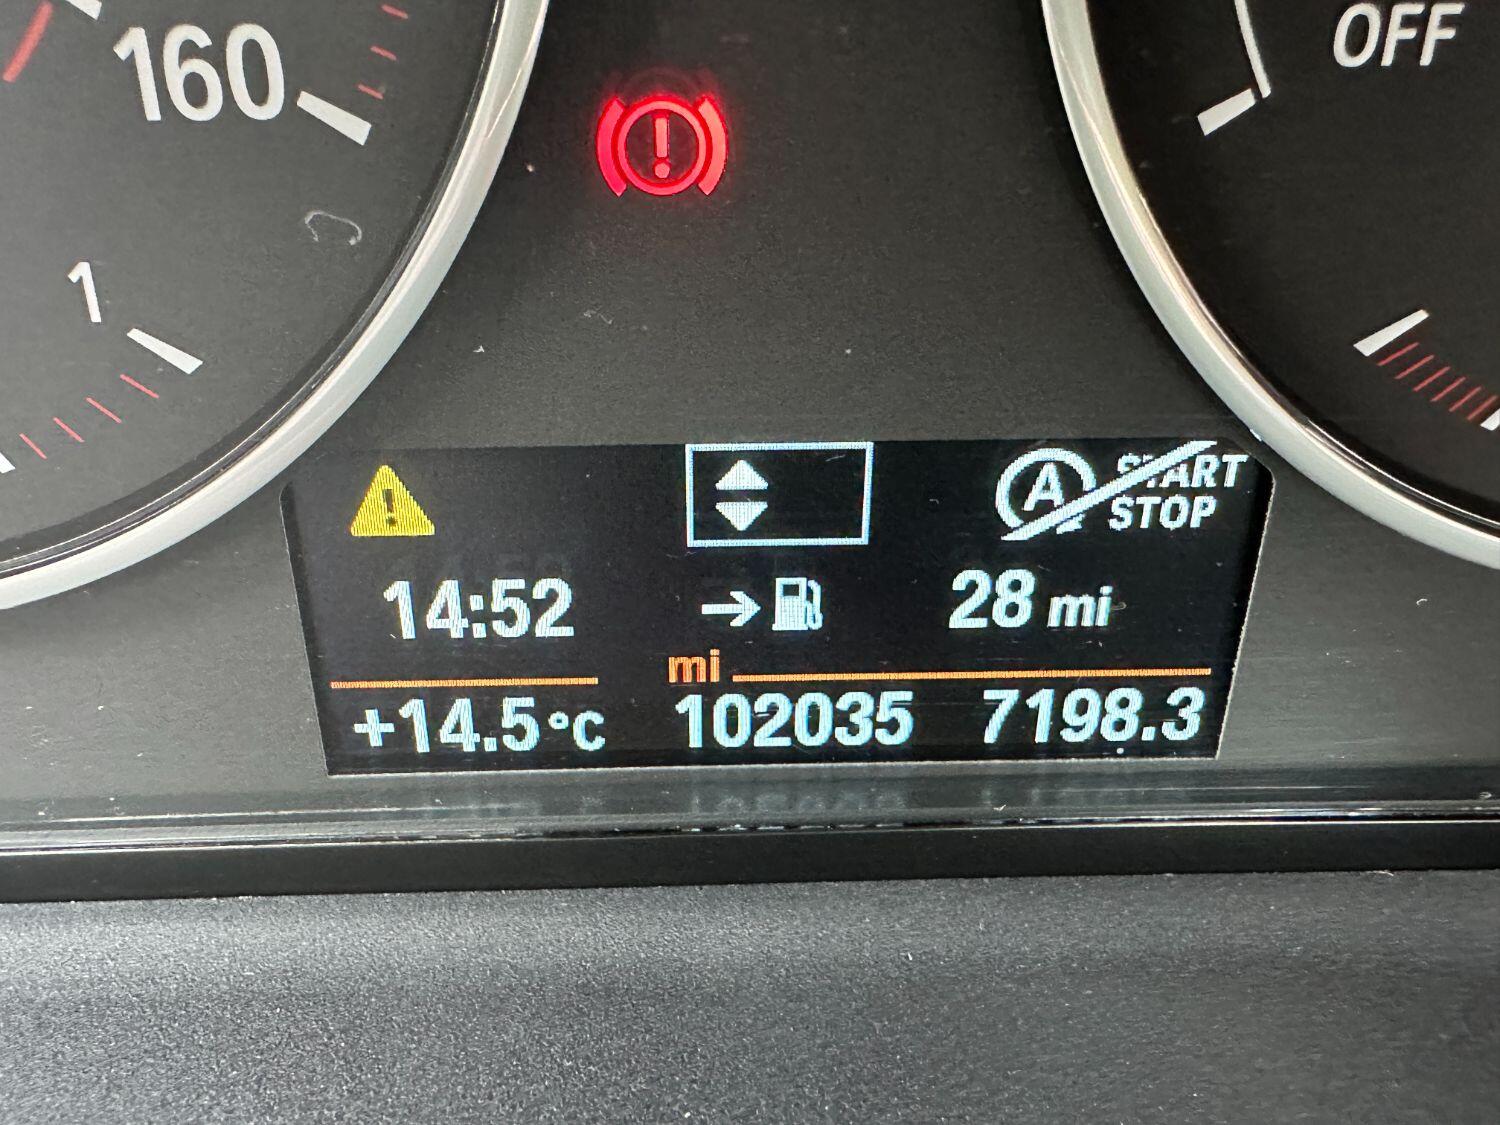 160
OFF
1
A START
STOP
14:52 28 mi
mi
+14.5°C 102035 7198.3